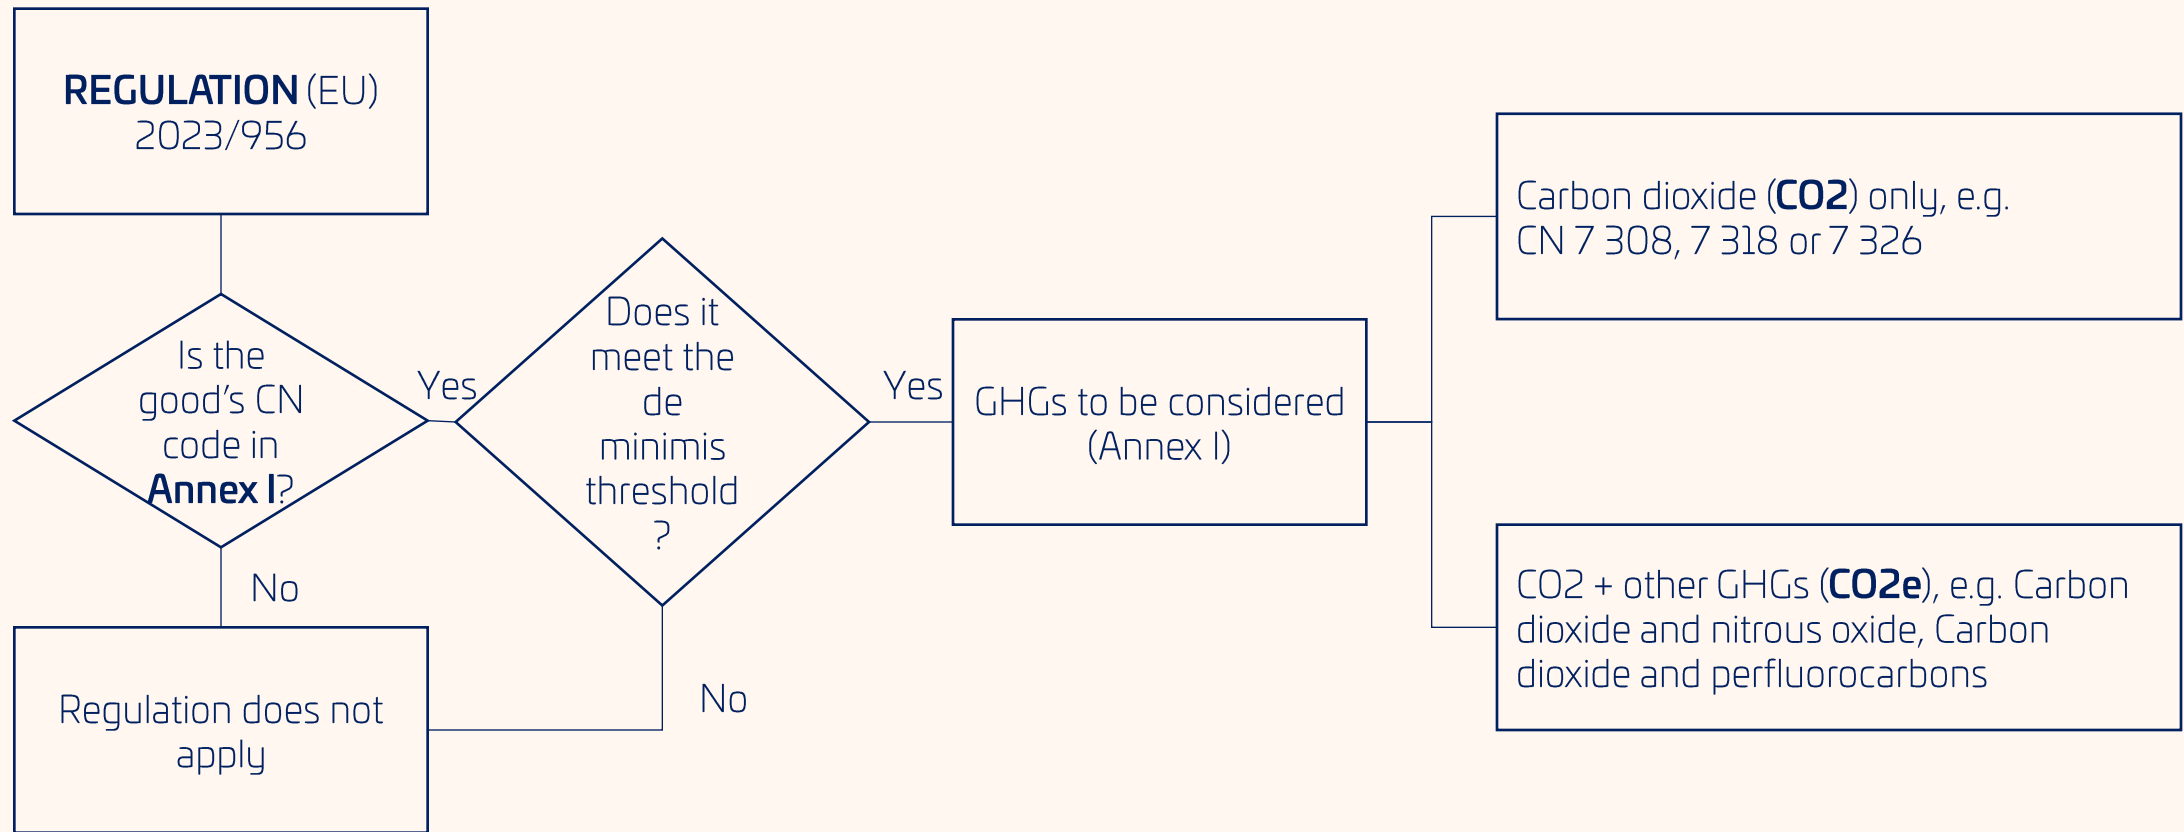 REGULATION (EU)
2023/956
Is the
good’s CN
code in
Annex I?
Yes
No
Regulation does not
apply
Does it
meet the
de
minimis
threshold
?
Yes
No
GHGs to be considered
(Annex I)
Carbon dioxide (CO2) only, e.g.
CN 7 308, 7 318 or 7 326
CO2 + other GHGs (CO2e), e.g. Carbon
dioxide and nitrous oxide, Carbon
dioxide and perfluorocarbons